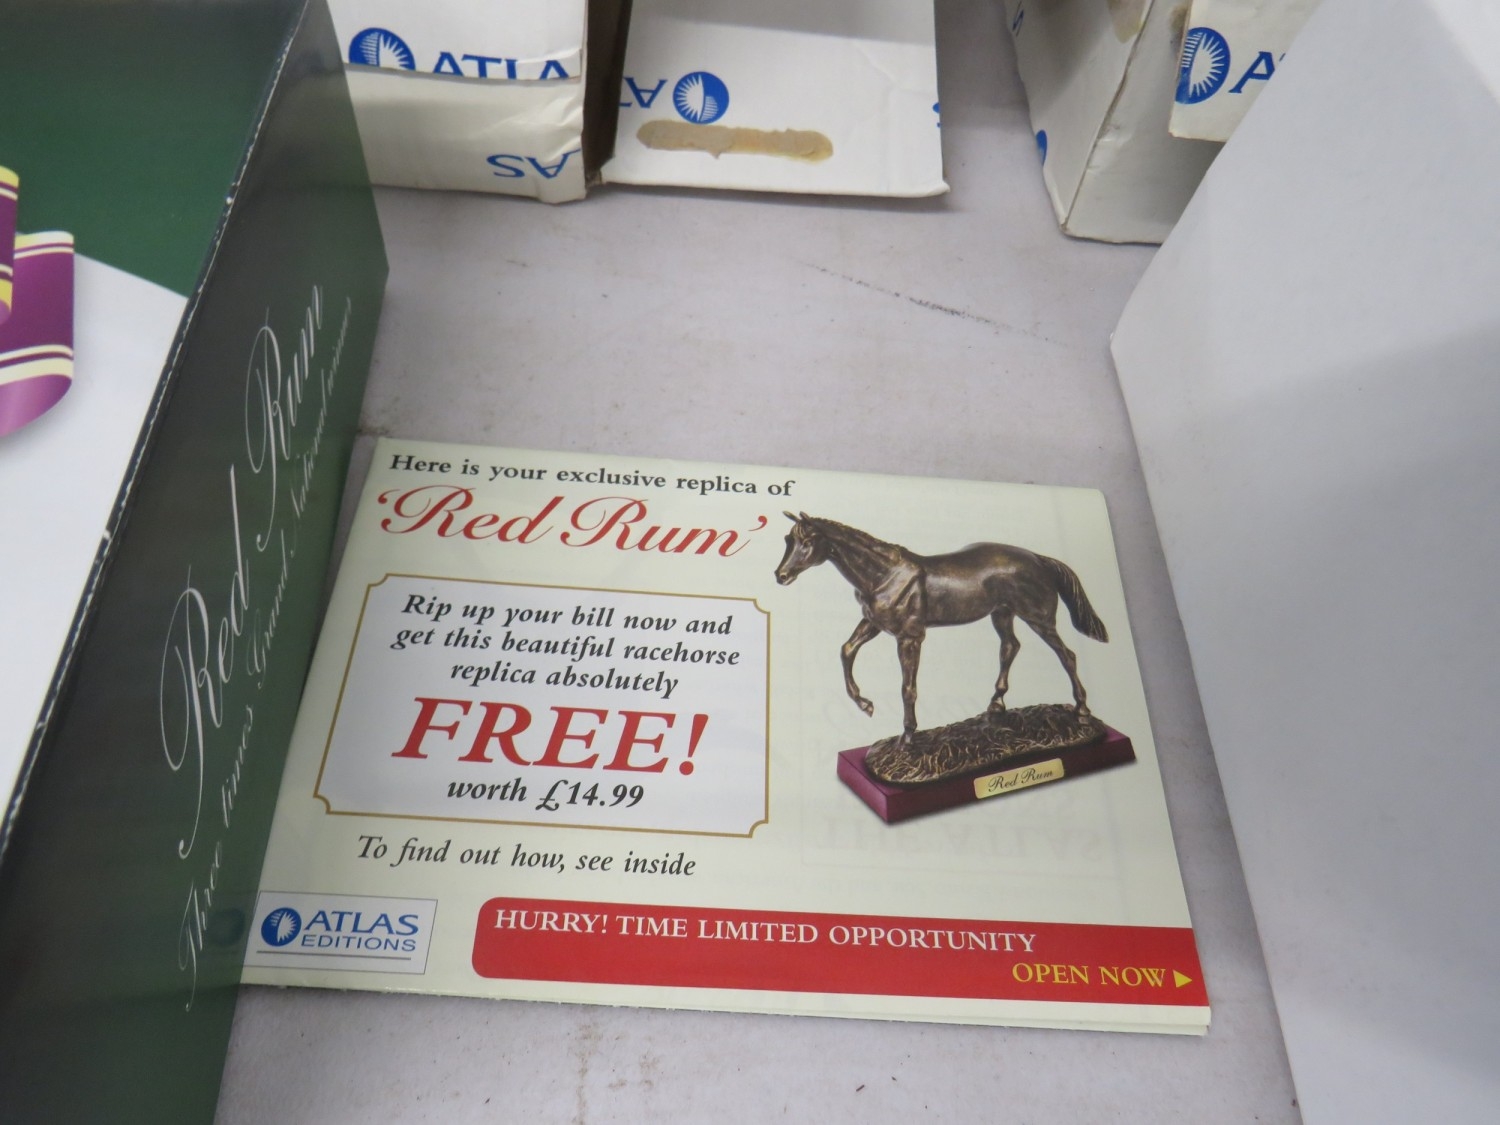 ATLA
AS
Red Rum
Three times Grand National winner
Here is your exclusive replica of
'Red Rum'
Rip up your bill now and
get this beautiful racehorse
replica absolutely
FREE!
worth £14.99
To find out how, see inside
Red Rum
ATLAS
EDITIONS
HURRY! TIME LIMITED OPPORTUNITY
OPEN NOW